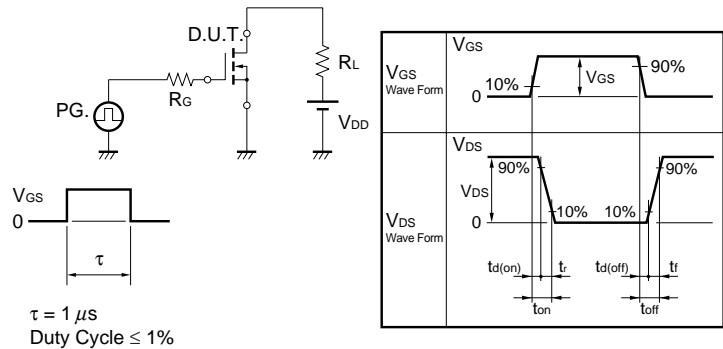 D.U.T.
RL
RG
PG.
VDD
VGS
0
τ
τ = 1 μs
Duty Cycle ≤ 1%
VGS
Wave Form
VGS
10%
0
VGS
90%
VDS
Wave Form
VDS
90%
VDS
0
10%
10%
90%
td(on)
tr
td(off)
tf
ton
toff